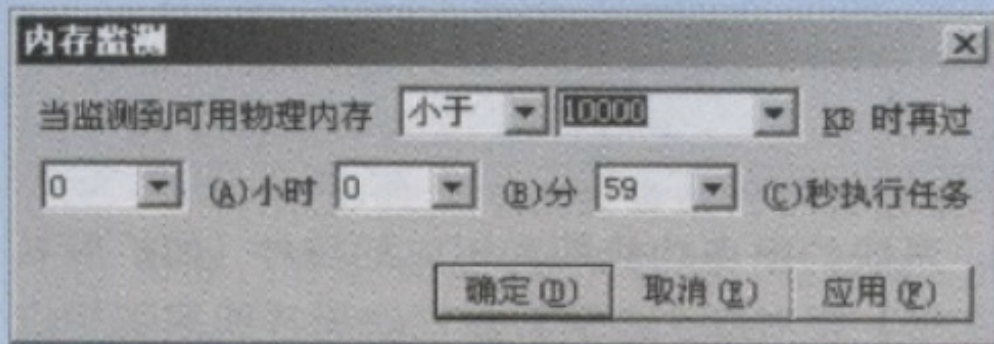 内存监测
当监测到可用物理内存 小于 10000 KB 时再过
0 (A)小时 0 (B)分 59 (C)秒执行任务
确定(D) 取消(E) 应用(F)